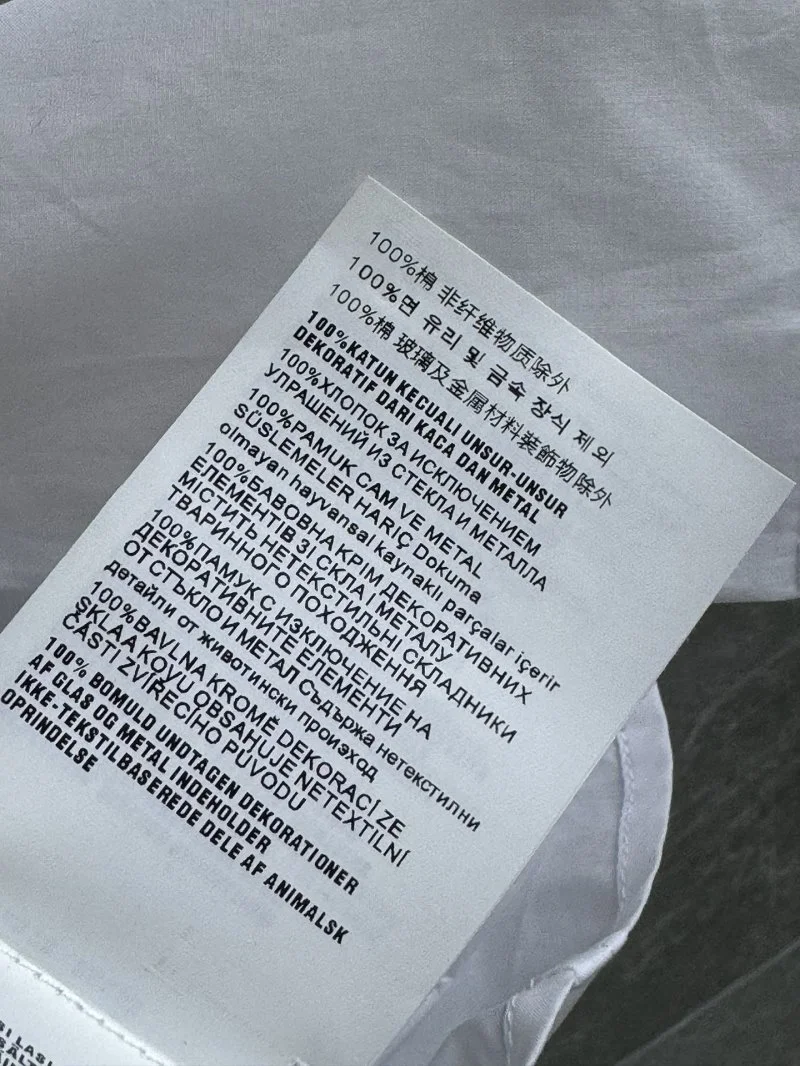 100%棉 非纤维物质除外
100%면 유리 및 금속 장식 제외
100%棉 玻璃及金屬材料裝飾物除外
100%KATUN KECUALI UNSUR-UNSUR
DEKORATIF DARI KACA DAN METAL
100%ХЛОПОК ЗА ИСКЛЮЧЕНИЕМ
УЛРАШЕНИЙ ИЗ СТЕКЛА И МЕТАЛЛА
100%PAMUK CAM VE METAL
SÜSLEMELER HARIÇ Dokuma
olmayan hayvansal kaynaklı parçalar içerir
100%БАВОВНА КРІМ ДЕКОРАТИВНИХ
ЕЛЕМЕНТІВ ЗІ СКЛА І МЕТАЛУ
МІСТИТЬ НЕТЕКСТИЛЬНІ СКЛАДНИКИ
ТВАРИННОГО ПОХОДЖЕННЯ
100%ПАМУК С ИЗКЛЮЧЕНИЕ НА
ДЕКОРАТИВНИТЕ ЕЛЕМЕНТИ
ОТ СТЪКЛО И МЕТАЛ Съдържа нетекстилни
детайли от животински произход
100%BAVLNA KROMĚ DEKORACÍ ZE
SKLAA KOVU OBSAHUJE NETEXTILNÍ
ČÁSTI ZVÍŘECÍHO PŮVODU
100% BOMULD UNDTAGEN DEKORATIONER
AF GLAS OG METAL INDEHOLDER
IKKE-TEKSTILBASEREDE DELE AF ANIMALSK
OPRINDELSE